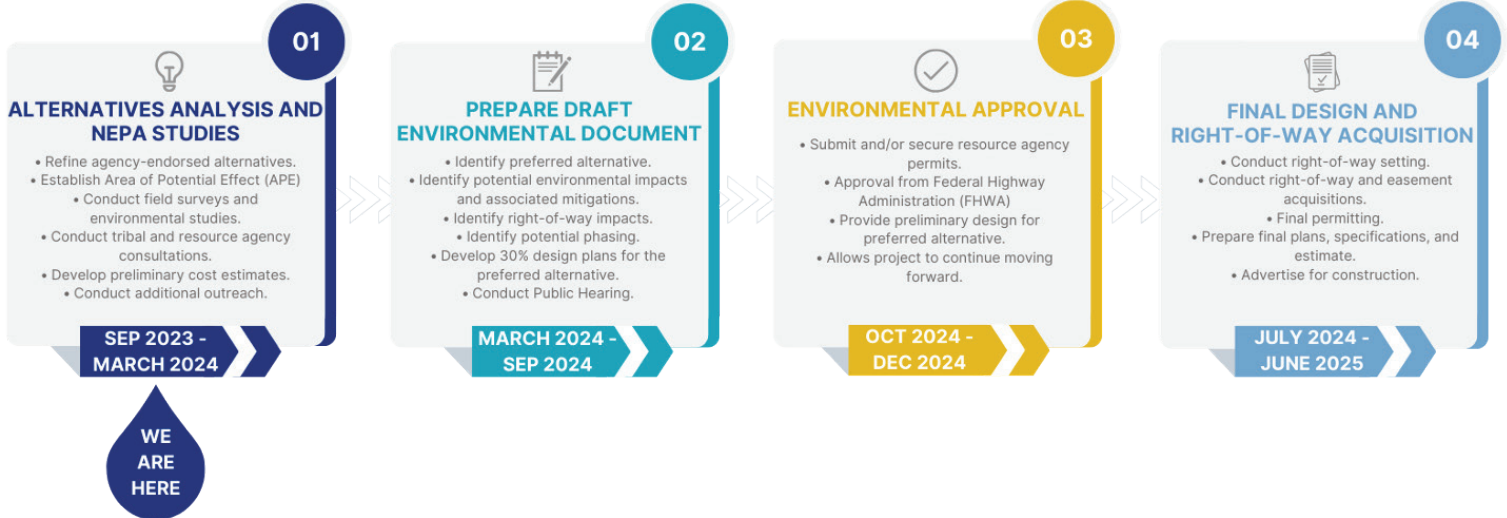 01
ALTERNATIVES ANALYSIS AND
NEPA STUDIES
• Refine agency-endorsed alternatives.
• Establish Area of Potential Effect (APE)
• Conduct field surveys and
environmental studies.
• Conduct tribal and resource agency
consultations.
• Develop preliminary cost estimates.
• Conduct additional outreach.
SEP 2023 -
MARCH 2024
WE
ARE
HERE
02
PREPARE DRAFT
ENVIRONMENTAL DOCUMENT
• Identify preferred alternative.
• Identify potential environmental impacts
and associated mitigations.
• Identify right-of-way impacts.
• Identify potential phasing.
• Develop 30% design plans for the
preferred alternative.
• Conduct Public Hearing.
MARCH 2024 -
SEP 2024
03
ENVIRONMENTAL APPROVAL
• Submit and/or secure resource agency
permits.
• Approval from Federal Highway
Administration (FHWA)
• Provide preliminary design for
preferred alternative.
• Allows project to continue moving
forward.
OCT 2024 -
DEC 2024
04
FINAL DESIGN AND
RIGHT-OF-WAY ACQUISITION
• Conduct right-of-way setting.
• Conduct right-of-way and easement
acquisitions.
• Final permitting.
• Prepare final plans, specifications, and
estimate.
• Advertise for construction.
JULY 2024 -
JUNE 2025